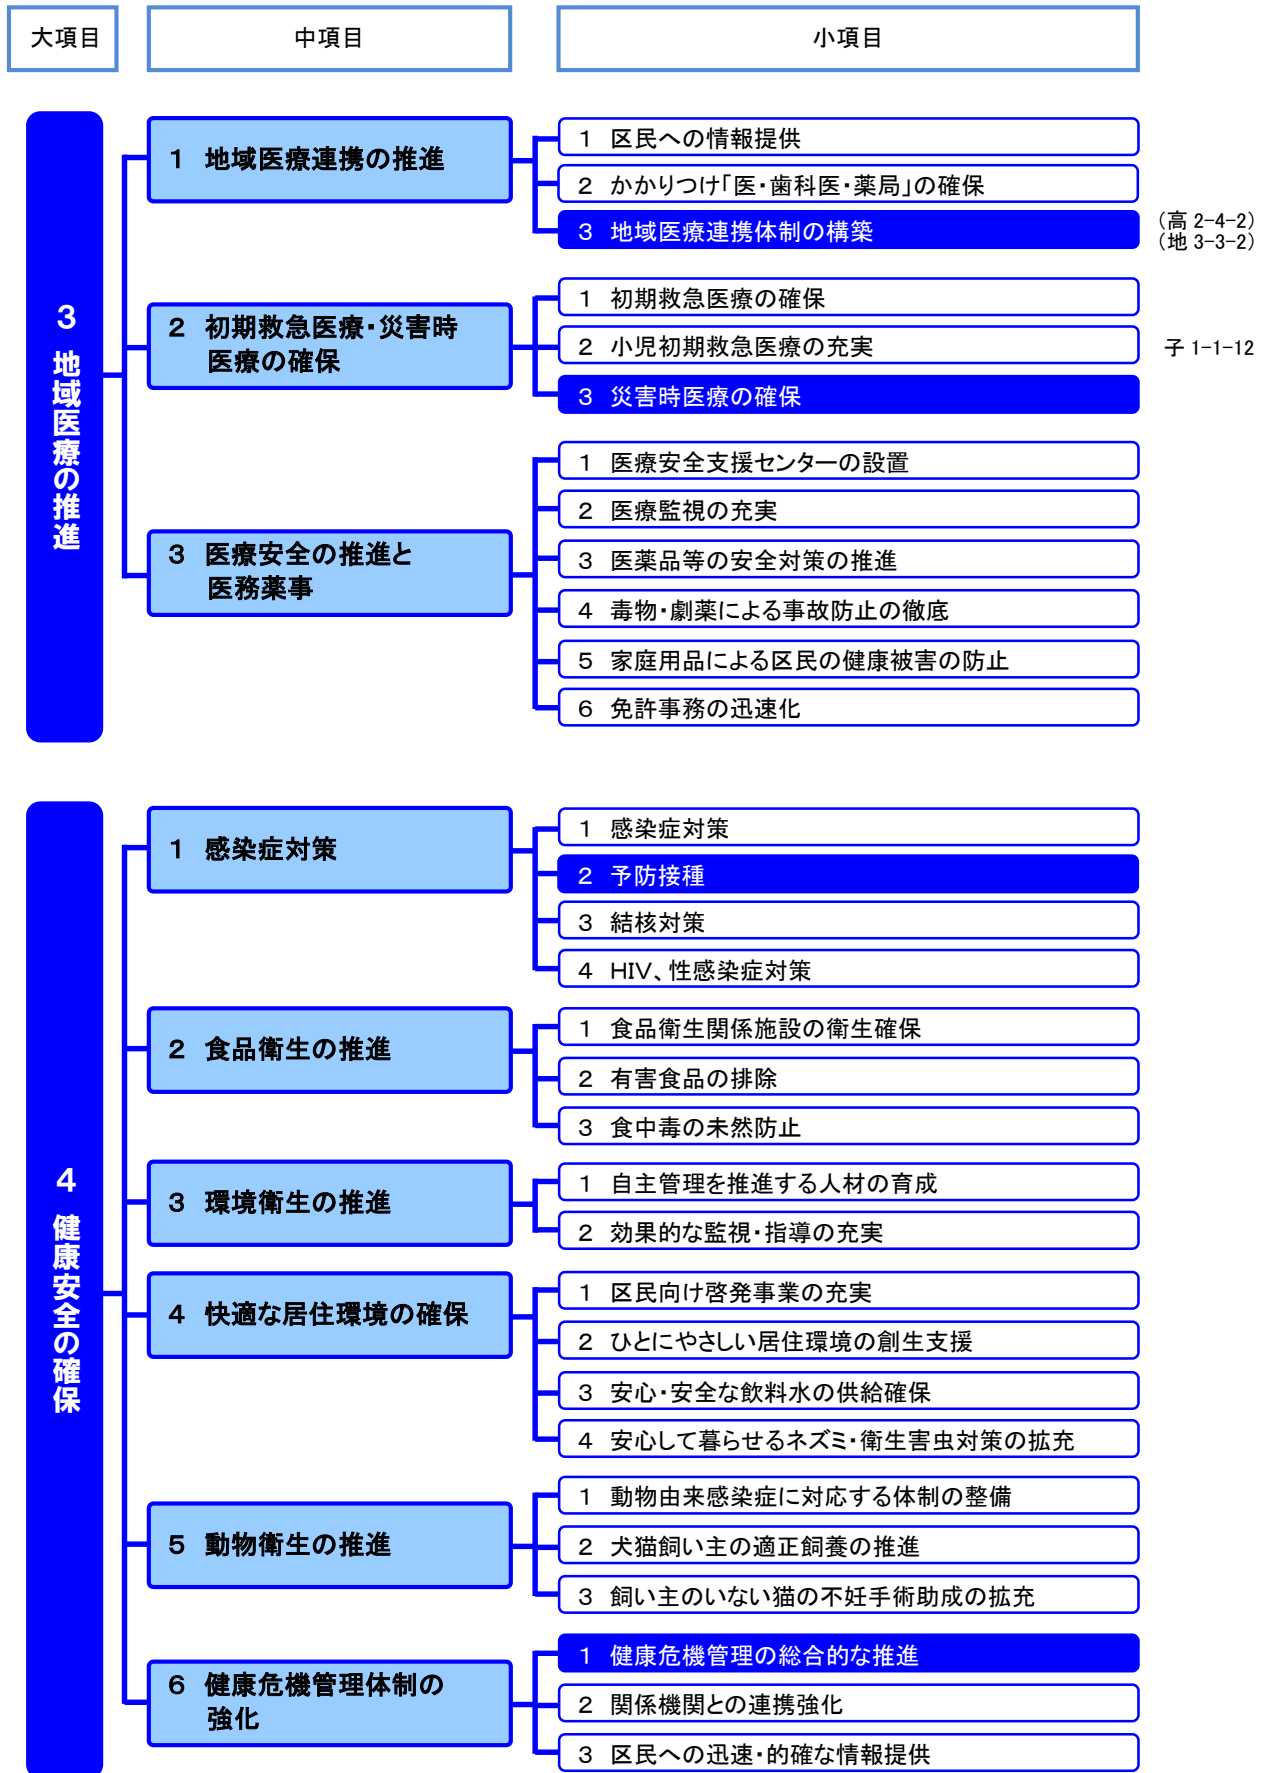 大項目
中項目
小項目
3 地域医療の推進
1 地域医療連携の推進
1 区民への情報提供
2 かかりつけ「医・歯科医・薬局」の確保
3 地域医療連携体制の構築
（高 2-4-2）
（地 3-3-2）
2 初期救急医療・災害時
医療の確保
1 初期救急医療の確保
2 小児初期救急医療の充実
子 1-1-12
3 災害時医療の確保
3 医療安全の推進と
医務薬事
1 医療安全支援センターの設置
2 医療監視の充実
3 医薬品等の安全対策の推進
4 毒物・劇薬による事故防止の徹底
5 家庭用品による区民の健康被害の防止
6 免許事務の迅速化
4 健康安全の確保
1 感染症対策
1 感染症対策
2 予防接種
3 結核対策
4 HIV、性感染症対策
2 食品衛生の推進
1 食品衛生関係施設の衛生確保
2 有害食品の排除
3 食中毒の未然防止
3 環境衛生の推進
1 自主管理を推進する人材の育成
2 効果的な監視・指導の充実
4 快適な居住環境の確保
1 区民向け啓発事業の充実
2 ひとにやさしい居住環境の創生支援
3 安心・安全な飲料水の供給確保
4 安心して暮らせるネズミ・衛生害虫対策の拡充
5 動物衛生の推進
1 動物由来感染症に対応する体制の整備
2 犬猫飼い主の適正飼養の推進
3 飼い主のいない猫の不妊手術助成の拡充
6 健康危機管理体制の
強化
1 健康危機管理の総合的な推進
2 関係機関との連携強化
3 区民への迅速・的確な情報提供